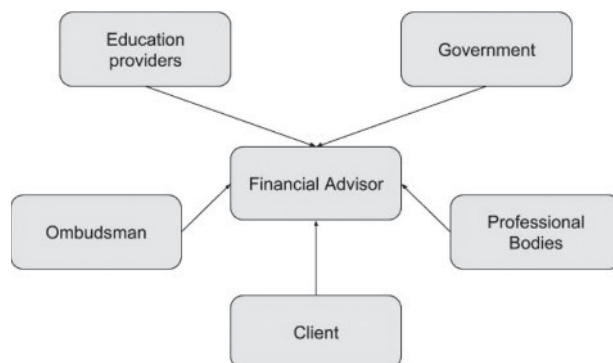 Education
providers
Government
Financial Advisor
Ombudsman
Professional
Bodies
Client